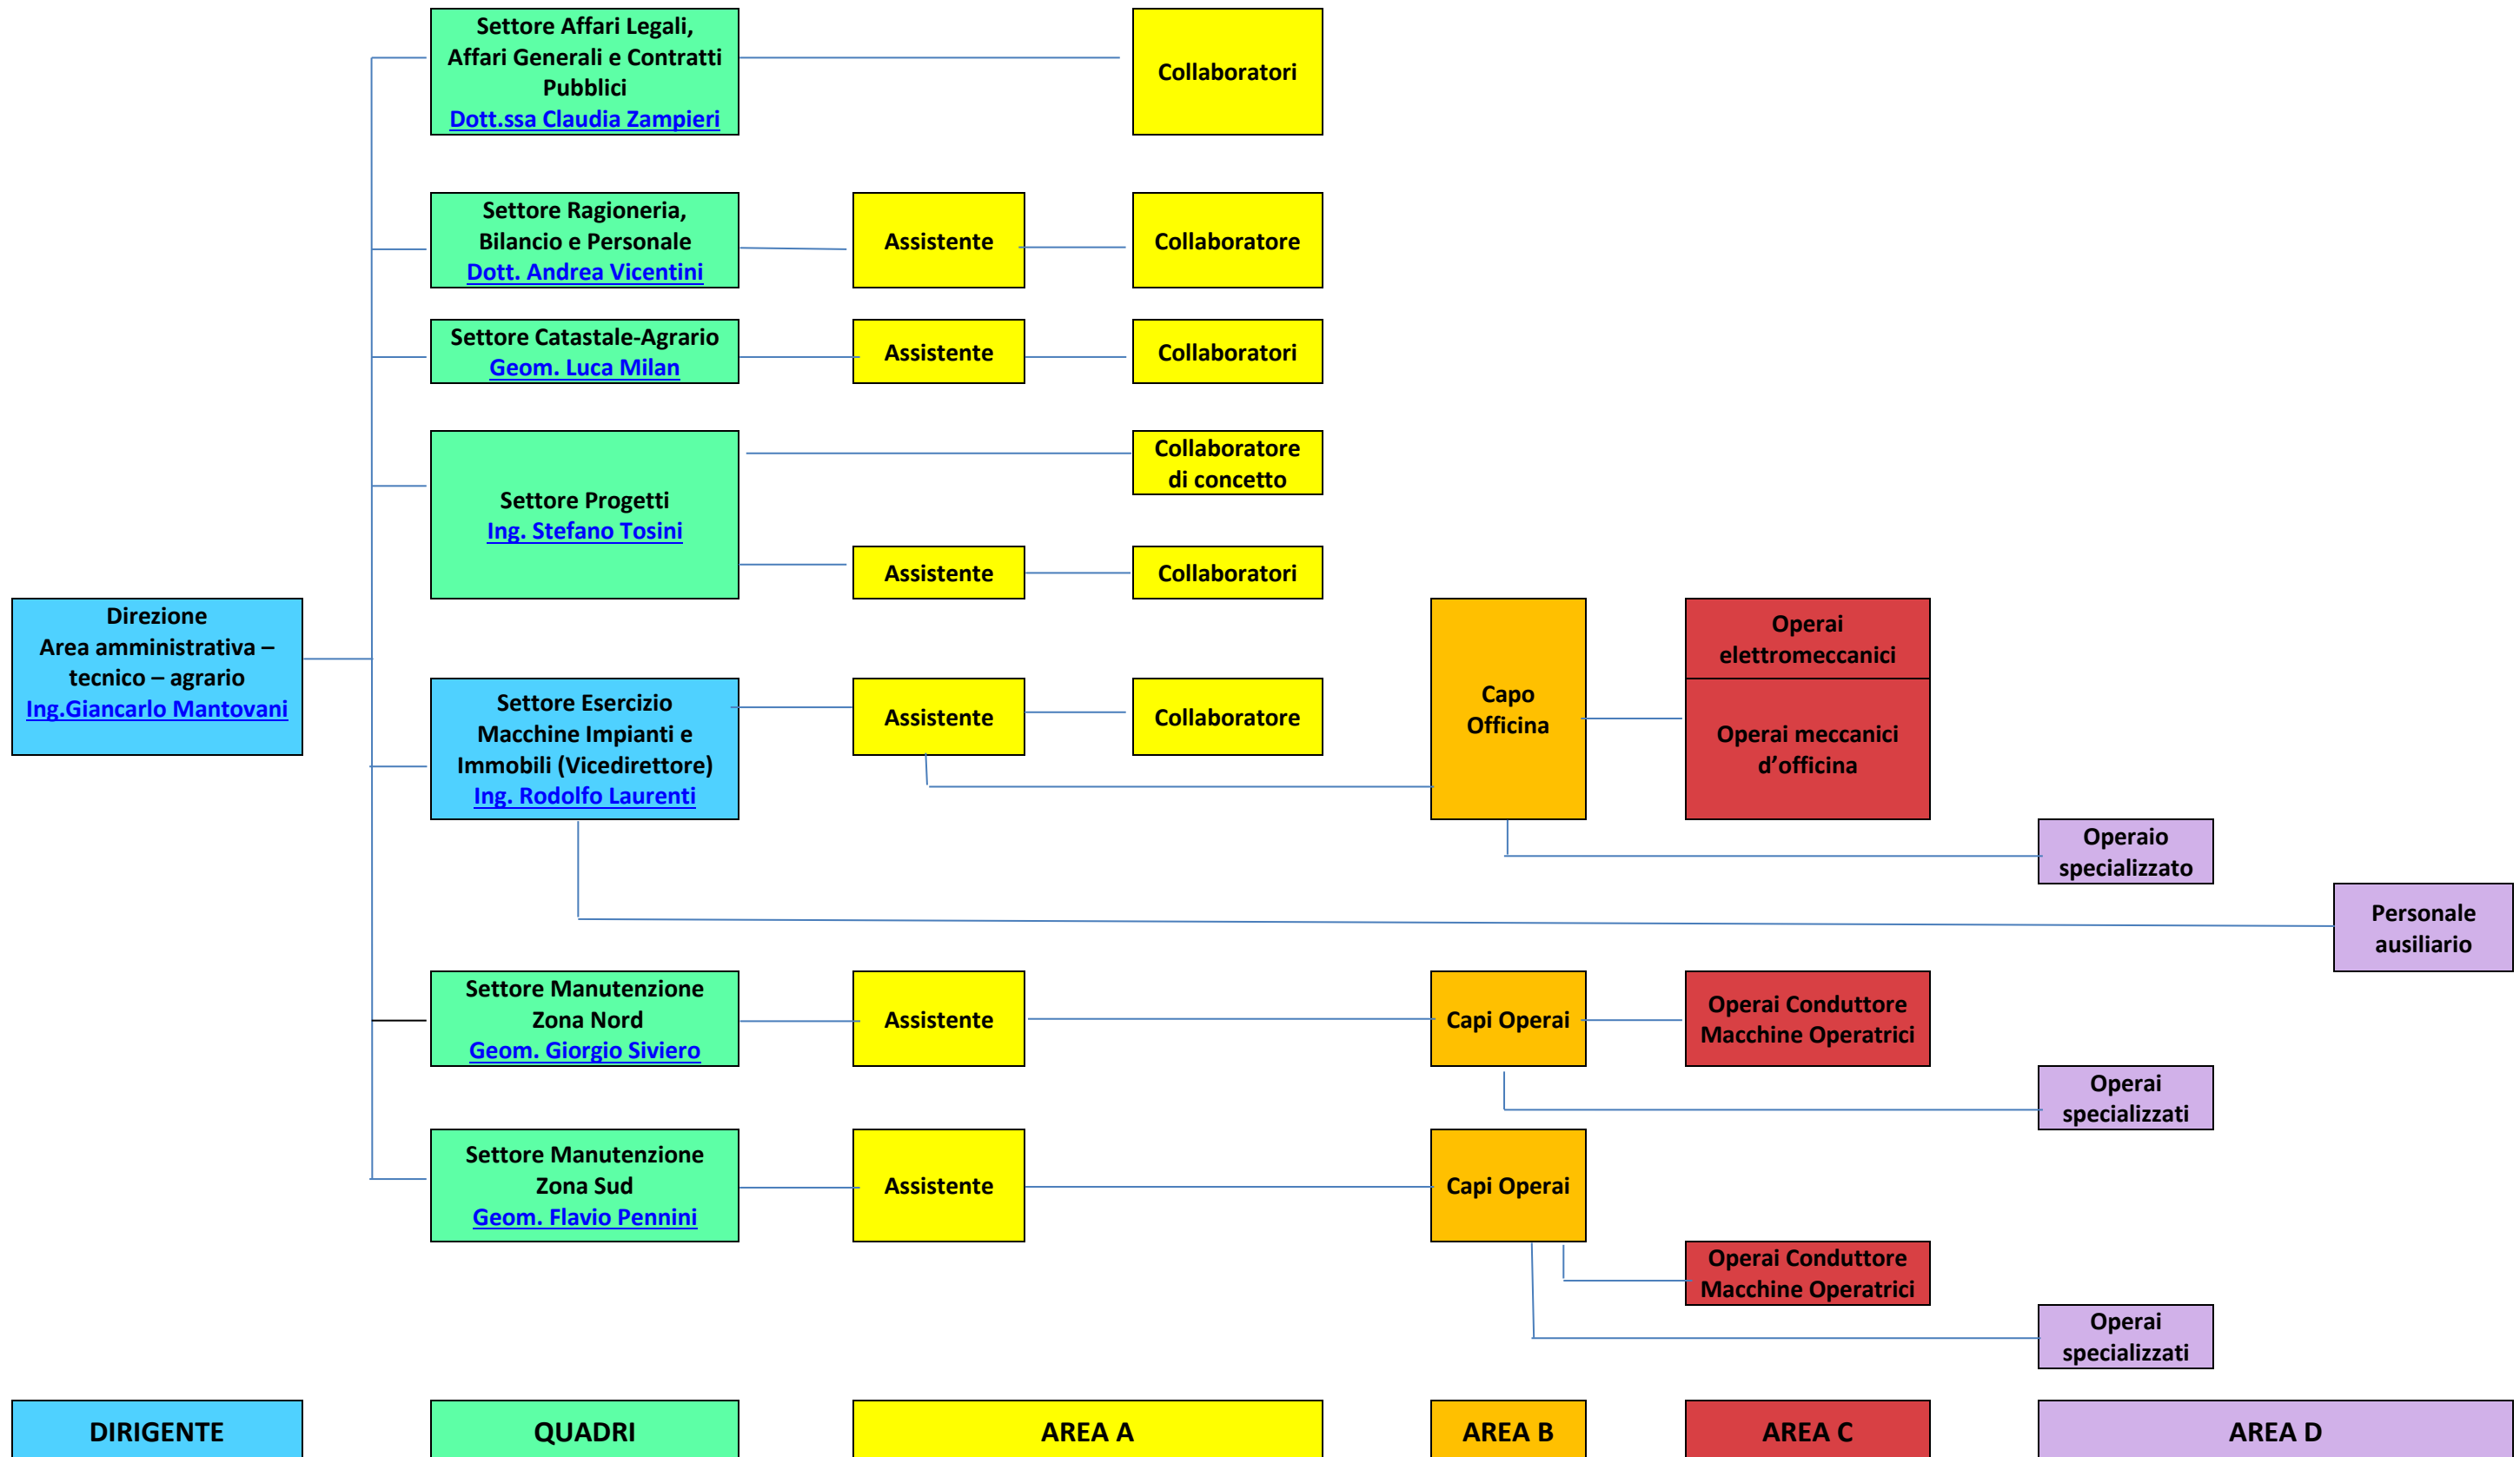 Settore Affari Legali,
Affari Generali e Contratti
Pubblici
Dott.ssa Claudia Zampieri
Collaboratori
Settore Ragioneria,
Bilancio e Personale
Dott. Andrea Vicentini
Assistente
Collaboratore
Settore Catastale-Agrario
Geom. Luca Milan
Assistente
Collaboratori
Settore Progetti
Ing. Stefano Tosini
Collaboratore
di concetto
Assistente
Collaboratori
Direzione
Area amministrativa –
tecnico – agrario
Ing.Giancarlo Mantovani
Settore Esercizio
Macchine Impianti e
Immobili (Vicedirettore)
Ing. Rodolfo Laurenti
Assistente
Collaboratore
Capo
Officina
Operai
elettromeccanici
Operai meccanici
d’officina
Operaio
specializzato
Personale
ausiliario
Settore Manutenzione
Zona Nord
Geom. Giorgio Siviero
Assistente
Capi Operai
Operai Conduttore
Macchine Operatrici
Operai
specializzati
Settore Manutenzione
Zona Sud
Geom. Flavio Pennini
Assistente
Capi Operai
Operai Conduttore
Macchine Operatrici
Operai
specializzati
DIRIGENTE
QUADRI
AREA A
AREA B
AREA C
AREA D